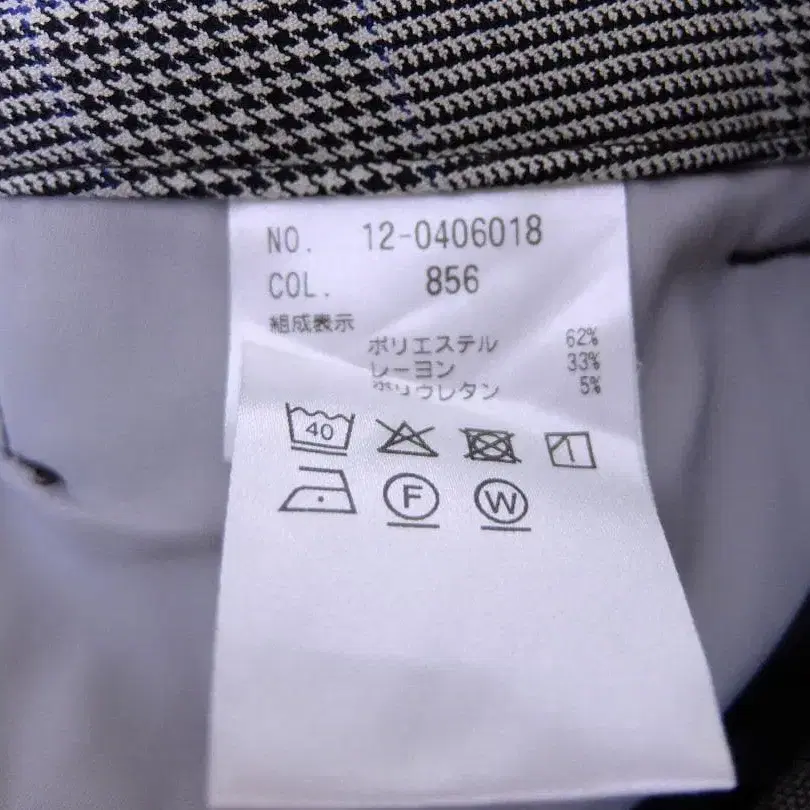 NO. 12-0406018
COL. 856
組成表示
ポリエステル 62%
レーヨン 33%
ポリウレタン 5%
40
F W